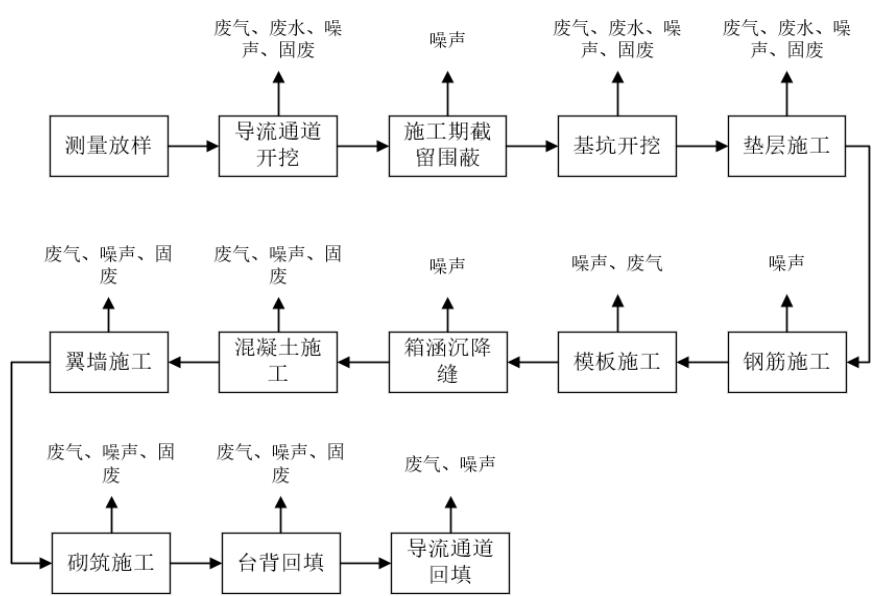 废气、废水、噪
声、固废
噪声
废气、废水、噪
声、固废
废气、废水、噪
声、固废
测量放样
导流通道
开挖
施工期截
留围蔽
基坑开挖
垫层施工
废气、噪声、固
废
废气、噪声、固
废
噪声
噪声、废气
噪声
翼墙施工
混凝土施
工
箱涵沉降
缝
模板施工
钢筋施工
废气、噪声、固
废
废气、噪声、固
废
废气、噪声
砌筑施工
台背回填
导流通道
回填